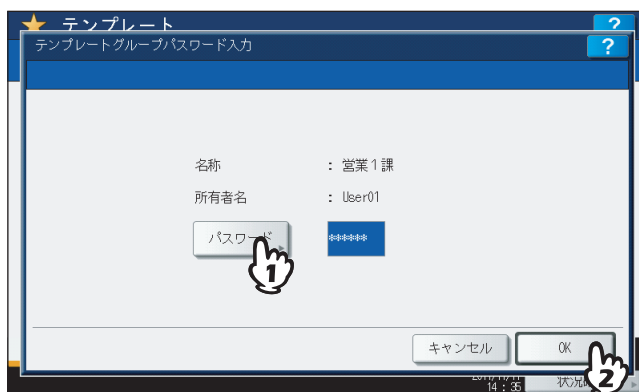 テンプレート
?
テンプレートグループパスワード入力
?
名称 : 営業1課
所有者名 : User01
パスワード ******
1
キャンセル OK
2
14 : 35 状況